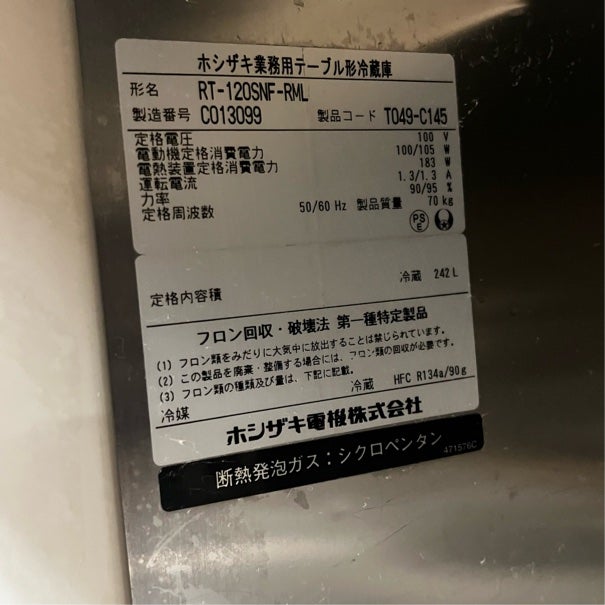 ホシザキ業務用テーブル形冷蔵庫
形名 RT-120SNF-RML
製造番号 C013099 製品コード T049-C145
定格電圧 100 V
電動機定格消費電力 100/105 W
電熱装置定格消費電力 183 W
運転電流 1.3/1.3 A
力率 90/95 %
定格周波数 50/60 Hz 製品質量 70 kg
PS E
定格内容積 冷蔵 242 L
フロン回収・破壊法 第一種特定製品
(1) フロン類をみだりに大気中に放出することは禁じられています。
(2) この製品を廃棄・整備する場合には、フロン類の回収が必要です。
(3) フロン類の種類及び量は、下記に記載。
冷媒 冷蔵 HFC R134a/90g
ホシザキ電機株式会社
断熱発泡ガス：シクロペンタン
471576C